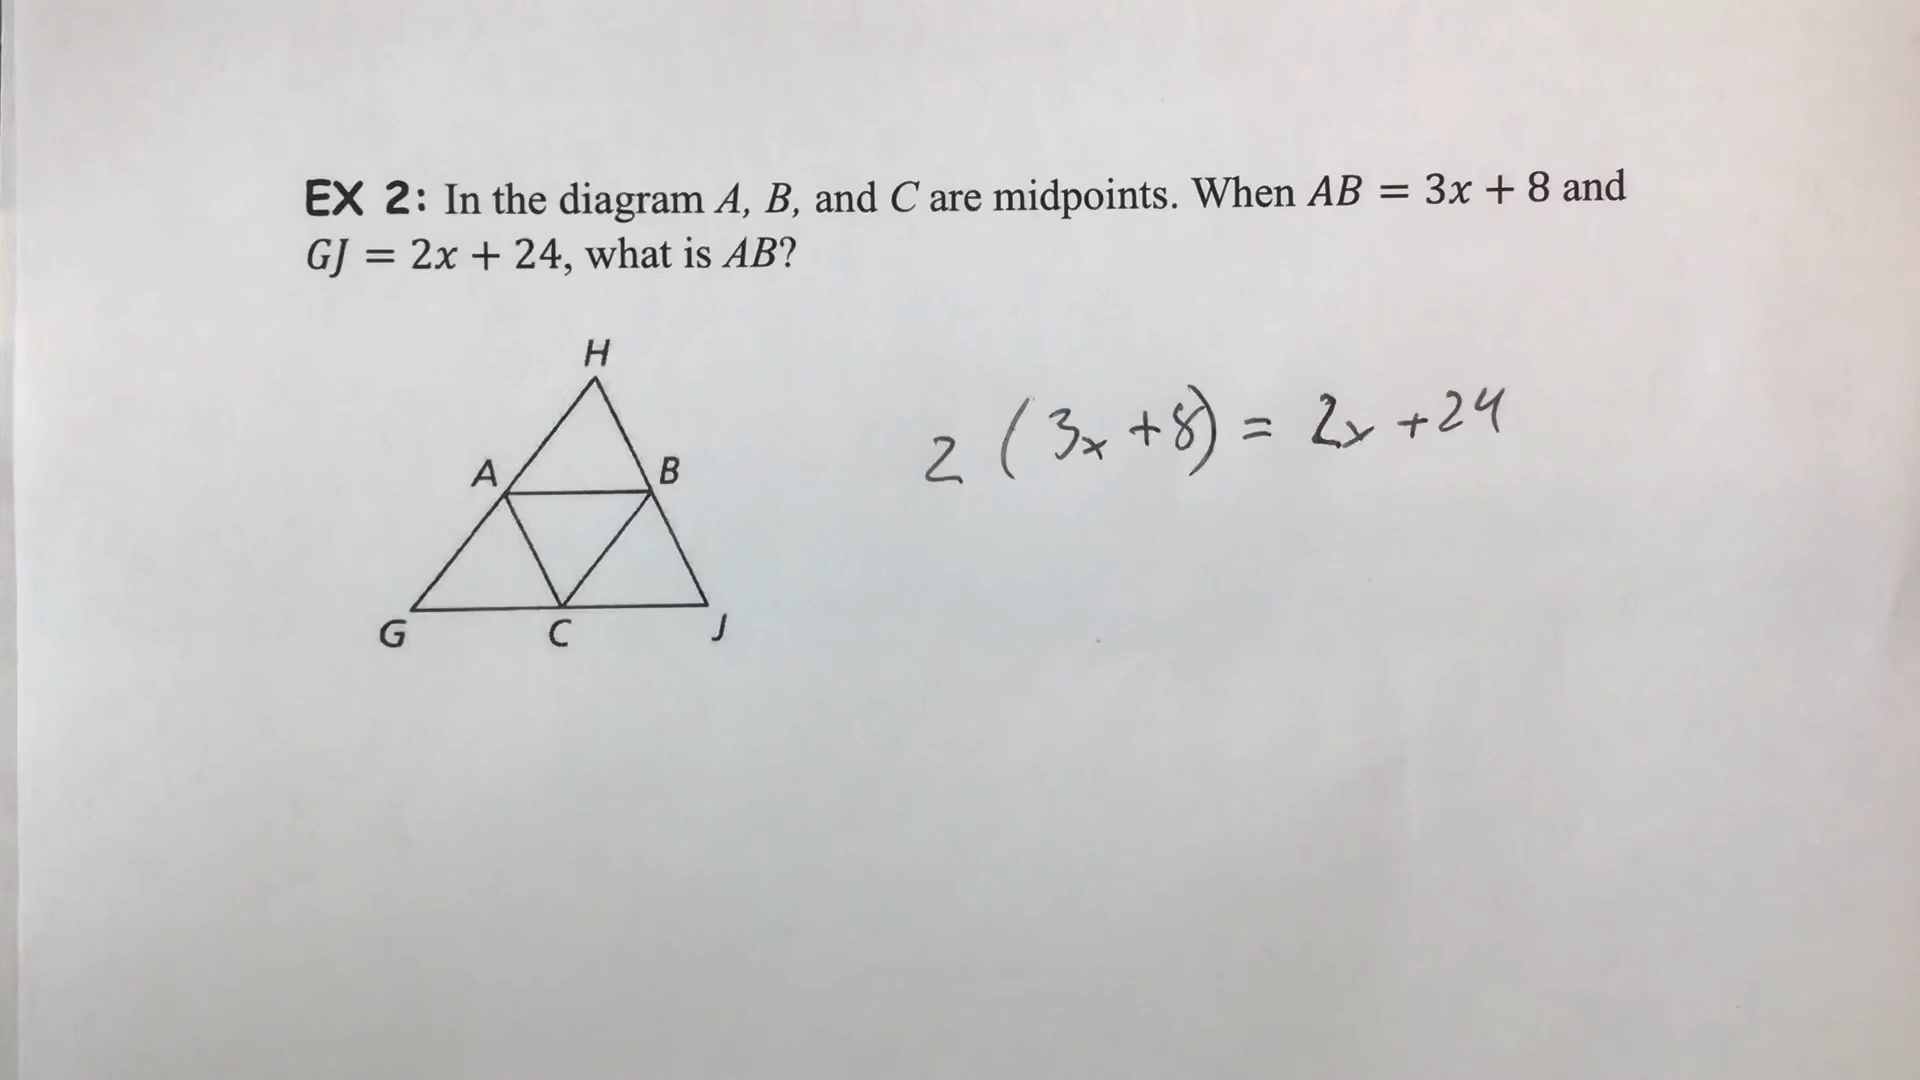 EX 2: In the diagram A, B, and C are midpoints. When AB = 3x + 8 and
GJ = 2x + 24, what is AB?
H
2 (3x +8) = 2x +24
A
B
G
C
J